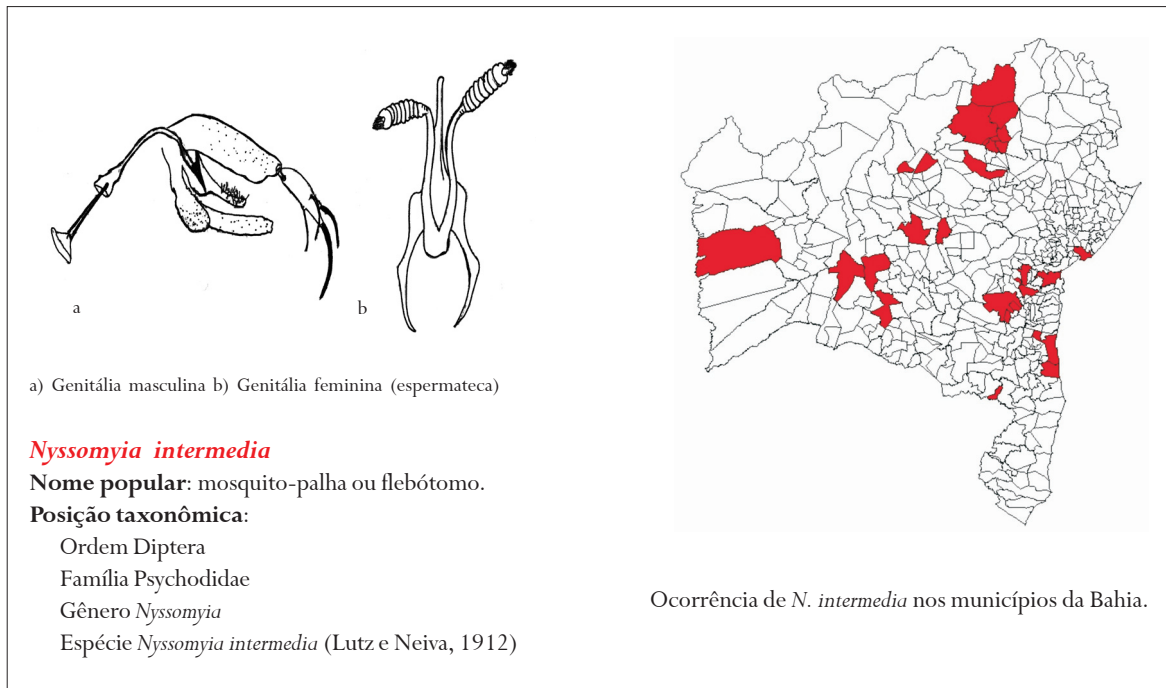 a
b
a) Genitália masculina b) Genitália feminina (espermateca)
Nyssomyia intermedia
Nome popular: mosquito-palha ou flebótomo.
Posição taxonômica:
Ordem Diptera
Família Psychodidae
Gênero Nyssomyia
Espécie Nyssomyia intermedia (Lutz e Neiva, 1912)
Ocorrência de N. intermedia nos municípios da Bahia.